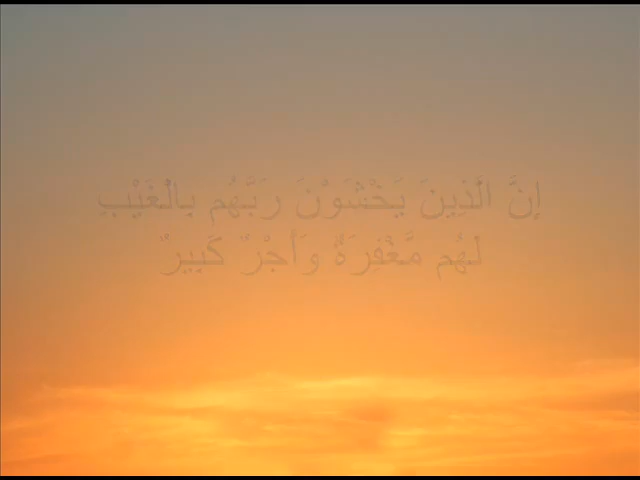 إِنَّ الَّذِينَ يَخْشَوْنَ رَبَّهُم بِالْغَيْبِ
لَهُم مَّغْفِرَةٌ وَأَجْرٌ كَبِيرٌ